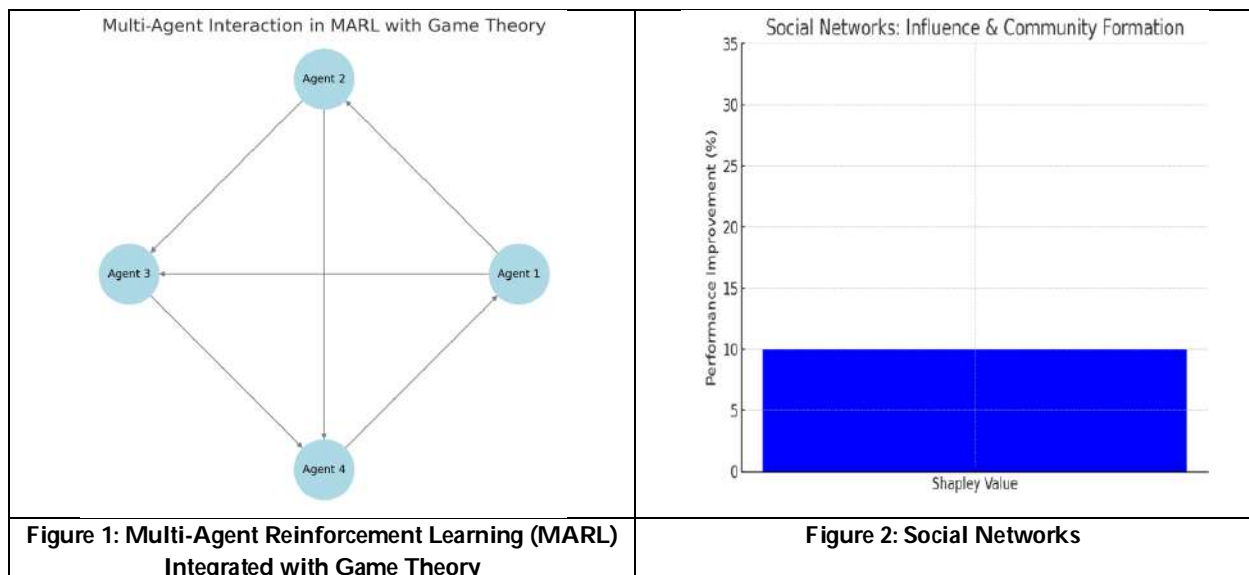 Multi-Agent Interaction in MARL with Game Theory
Agent 2
Agent 3
Agent 1
Agent 4
Social Networks: Influence & Community Formation
Performance Improvement (%)
35
30
25
20
15
10
5
0
Shapley Value
Figure 1: Multi-Agent Reinforcement Learning (MARL)
Integrated with Game Theory
Figure 2: Social Networks